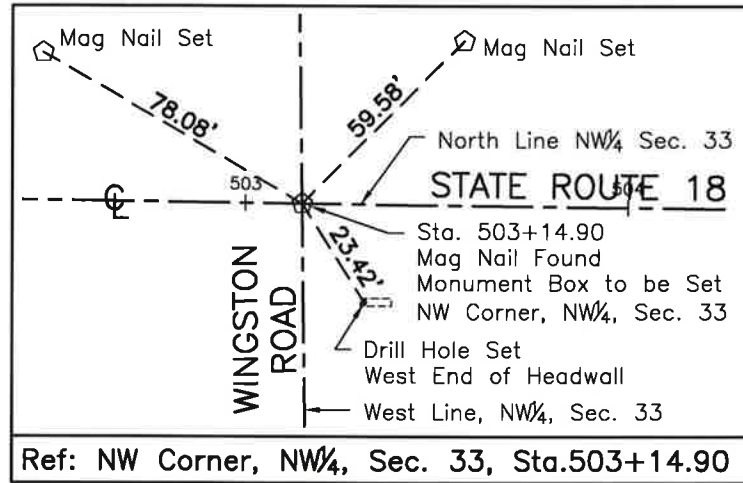 Mag Nail Set
Mag Nail Set
78.08'
59.58'
North Line NW¼ Sec. 33
℄
503
STATE ROUTE 18
504
23.42'
Sta. 503+14.90
Mag Nail Found
Monument Box to be Set
NW Corner, NW¼, Sec. 33
WINGSTON
ROAD
Drill Hole Set
West End of Headwall
West Line, NW¼, Sec. 33
Ref: NW Corner, NW¼, Sec. 33, Sta.503+14.90